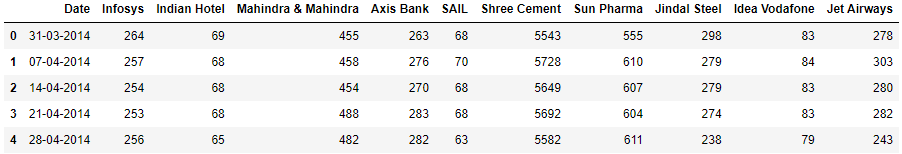 Date Infosys Indian Hotel Mahindra & Mahindra Axis Bank SAIL Shree Cement Sun Pharma Jindal Steel Idea Vodafone Jet Airways
0 31-03-2014 264 69 455 263 68 5543 555 298 83 278
1 07-04-2014 257 68 458 276 70 5728 610 279 84 303
2 14-04-2014 254 68 454 270 68 5649 607 279 83 280
3 21-04-2014 253 68 488 283 68 5692 604 274 83 282
4 28-04-2014 256 65 482 282 63 5582 611 238 79 243